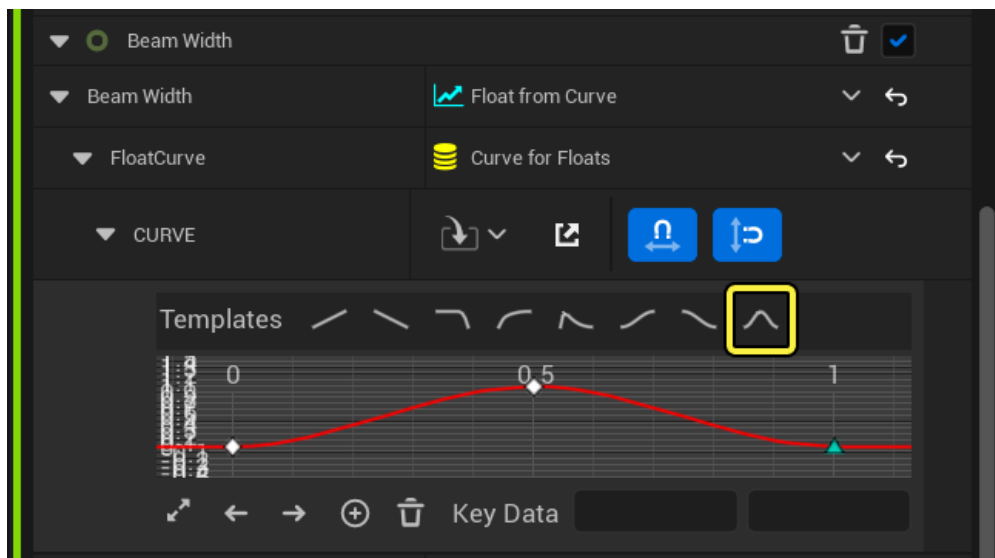 Beam Width
Beam Width Float from Curve
FloatCurve Curve for Floats
CURVE
Templates
0 0.5 1
Key Data